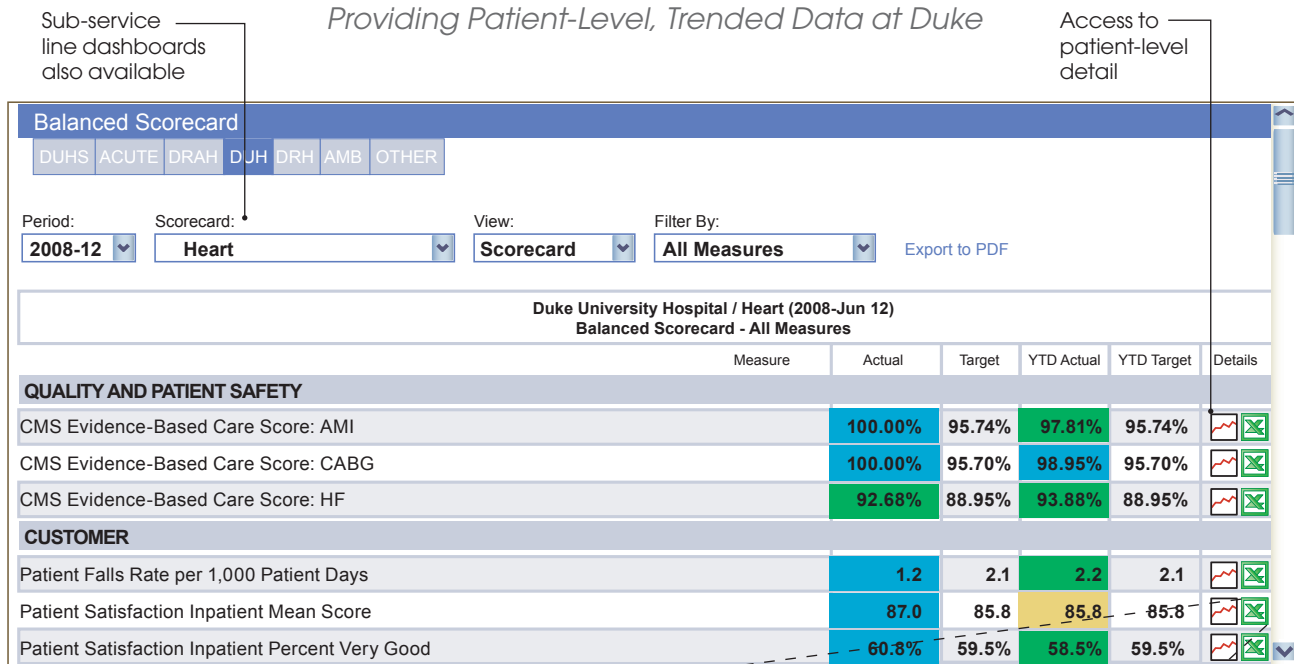 Providing Patient-Level, Trended Data at Duke
Sub-service
line dashboards
also available
Access to
patient-level
detail
Balanced Scorecard
DUHS ACUTE DRAH DUH DRH AMB OTHER
Period: Scorecard: View: Filter By:
2008-12 Heart Scorecard All Measures Export to PDF
Duke University Hospital / Heart (2008-Jun 12)
Balanced Scorecard - All Measures
Measure Actual Target YTD Actual YTD Target Details
QUALITY AND PATIENT SAFETY
CMS Evidence-Based Care Score: AMI 100.00% 95.74% 97.81% 95.74%
CMS Evidence-Based Care Score: CABG 100.00% 95.70% 98.95% 95.70%
CMS Evidence-Based Care Score: HF 92.68% 88.95% 93.88% 88.95%
CUSTOMER
Patient Falls Rate per 1,000 Patient Days 1.2 2.1 2.2 2.1
Patient Satisfaction Inpatient Mean Score 87.0 85.8 85.8 85.8
Patient Satisfaction Inpatient Percent Very Good 60.8% 59.5% 58.5% 59.5%